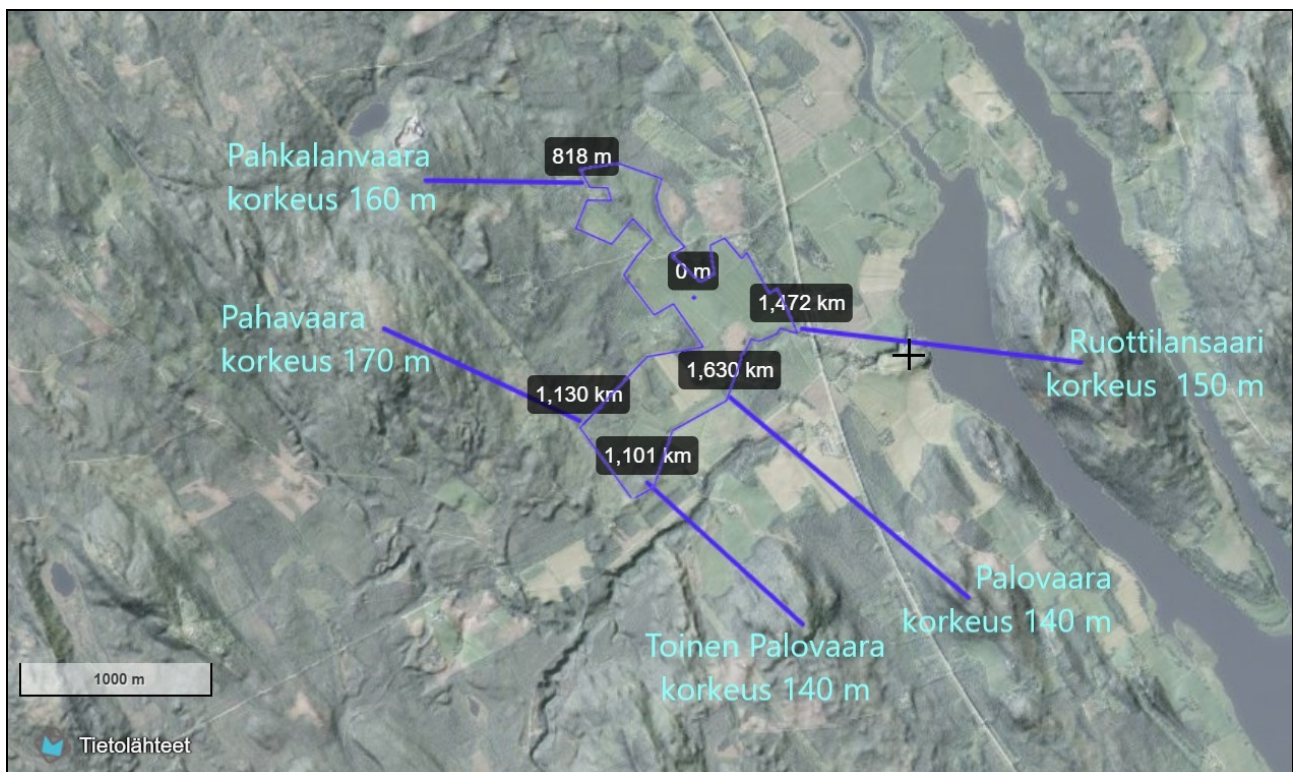 818 m
Pahkalanvaara
korkeus 160 m
0 m
1,472 km
Pahavaara
korkeus 170 m
Ruottilansaari
korkeus 150 m
1,630 km
1,130 km
1,101 km
Palovaara
korkeus 140 m
Toinen Palovaara
korkeus 140 m
1000 m
Tietolähteet